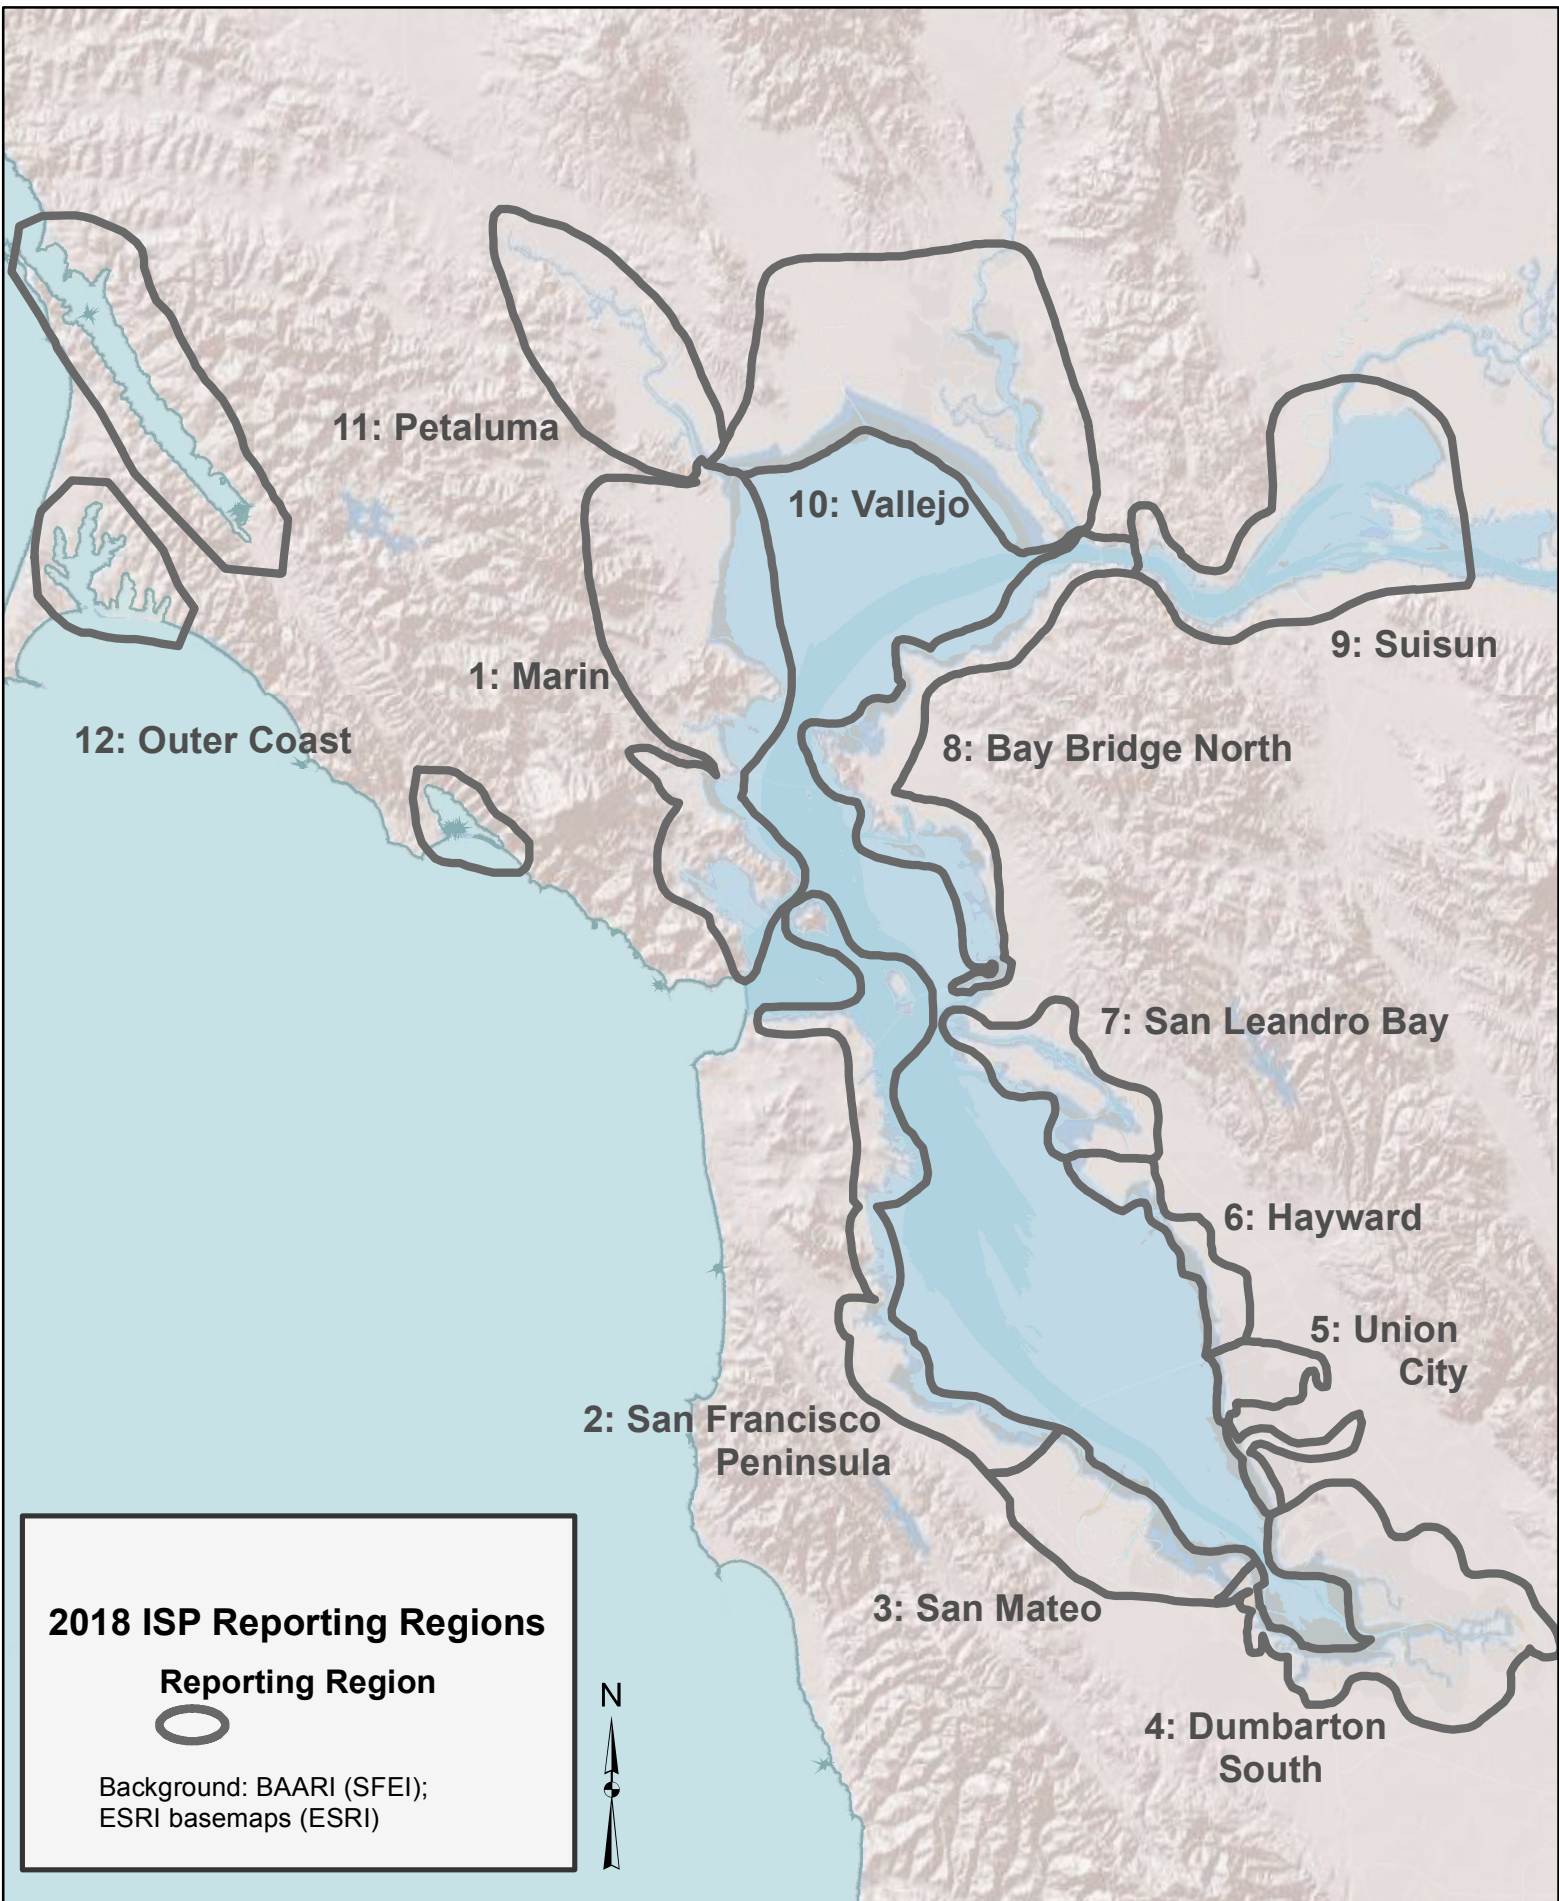 11: Petaluma
10: Vallejo
9: Suisun
1: Marin
12: Outer Coast
8: Bay Bridge North
7: San Leandro Bay
6: Hayward
5: Union
City
2: San Francisco
Peninsula
3: San Mateo
4: Dumbarton
South
2018 ISP Reporting Regions
Reporting Region
Background: BAARI (SFEI);
ESRI basemaps (ESRI)
N